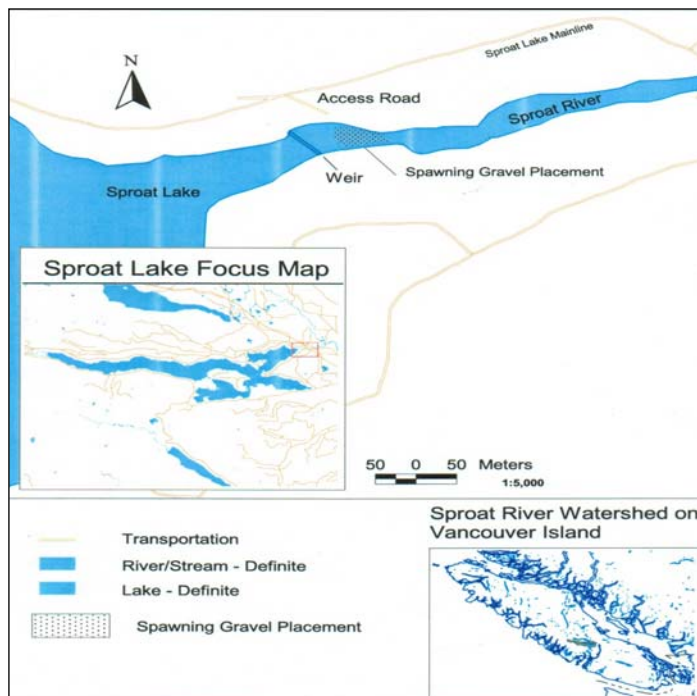 Sproat Lake Mainline
N
Access Road
Sproat River
Spawning Gravel Placement
Weir
Sproat Lake
Sproat Lake Focus Map
50 0 50 Meters
1:5,000
Transportation
River/Stream - Definite
Lake - Definite
Spawning Gravel Placement
Sproat River Watershed on
Vancouver Island